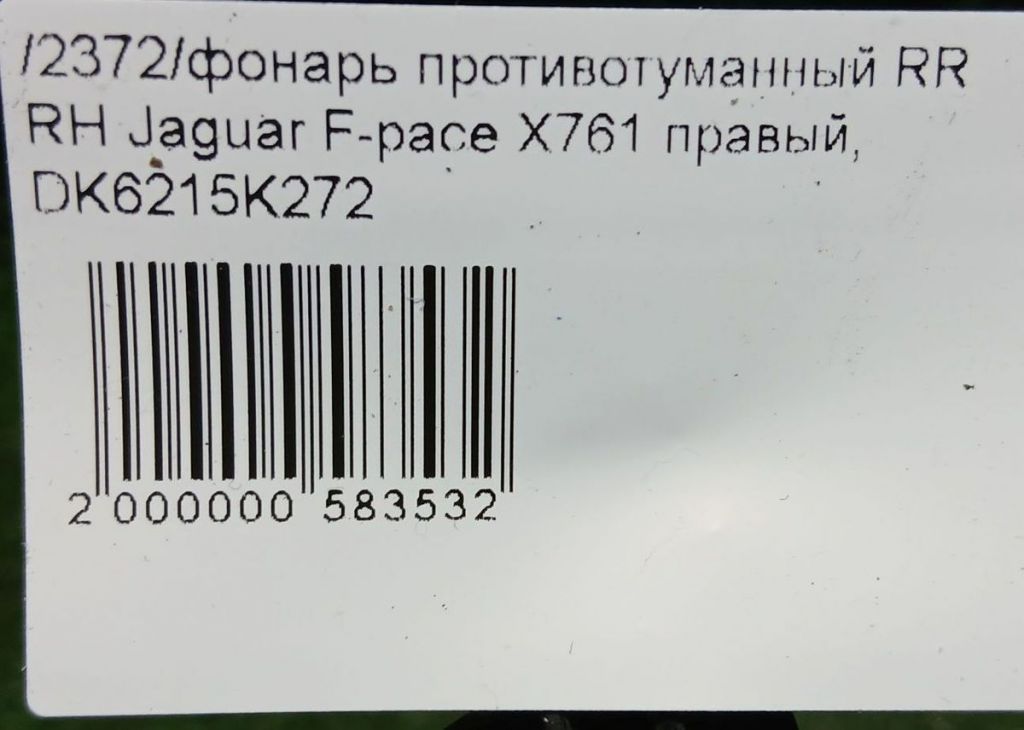 /2372/фонарь противотуманный RR
RH Jaguar F-pace X761 правый,
DK6215K272
2 000000 583532